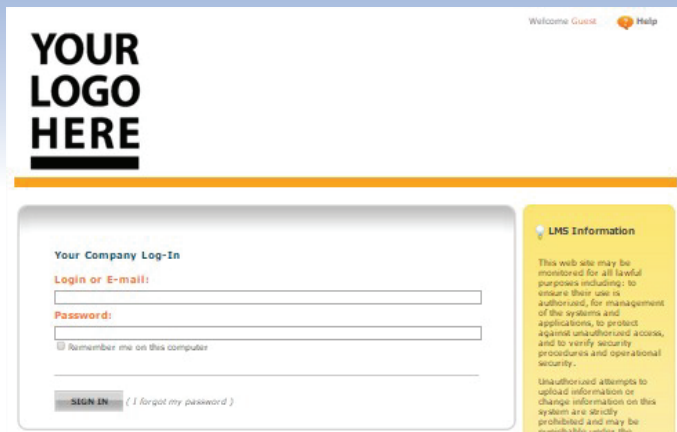 Welcome Guest
Help
YOUR
LOGO
HERE
Your Company Log-In
Login or E-mail:
Password:
Remember me on this computer
SIGN IN ( I forgot my password )
LMS Information
This web site may be
monitored for all lawful
purposes including: to
ensure their use is
authorized, for management
of the systems and
applications, to protect
against unauthorized access,
and to verify security
procedures and operational
security.
Unauthorized attempts to
upload information or
change information on this
system are strictly
prohibited and may be
punishable under the